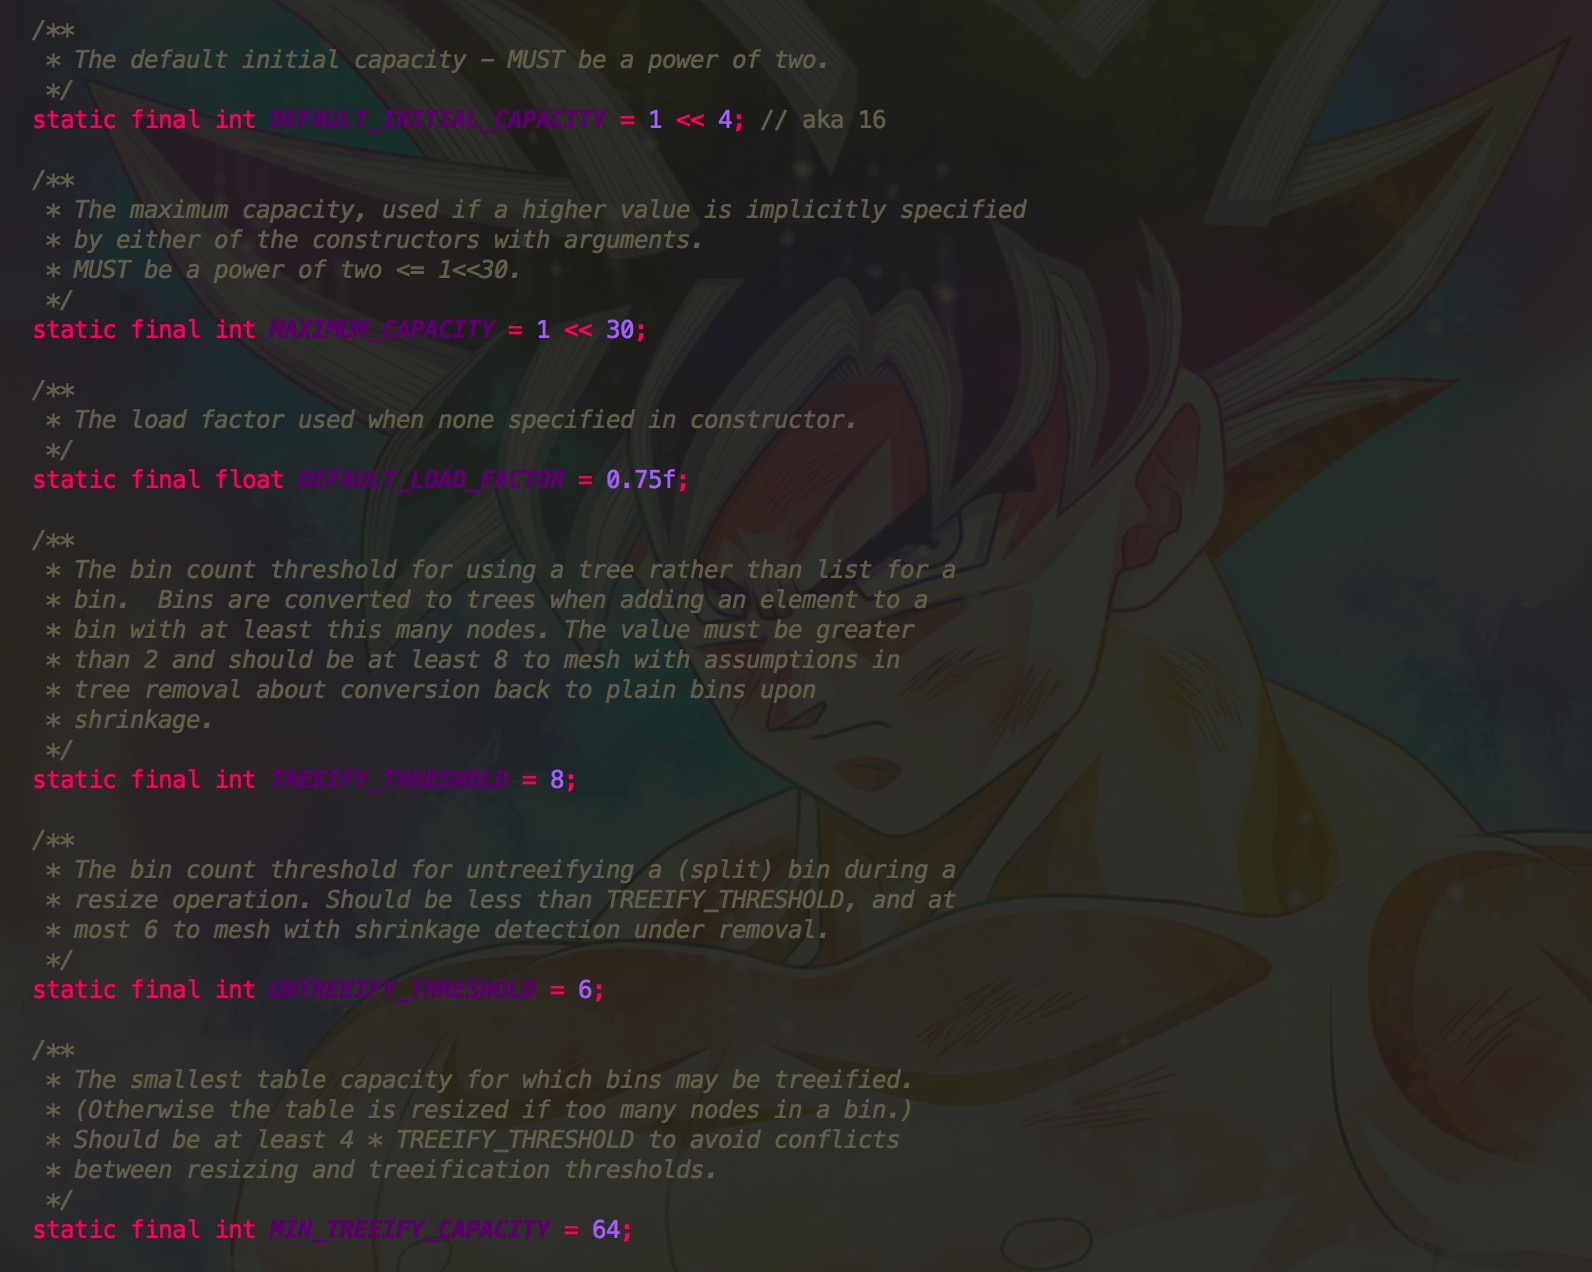 /**
 * The default initial capacity – MUST be a power of two.
 */
static final int DEFAULT_INITIAL_CAPACITY = 1 << 4; // aka 16
/**
 * The maximum capacity, used if a higher value is implicitly specified
 * by either of the constructors with arguments.
 * MUST be a power of two <= 1<<30.
 */
static final int MAXIMUM_CAPACITY = 1 << 30;
/**
 * The load factor used when none specified in constructor.
 */
static final float DEFAULT_LOAD_FACTOR = 0.75f;
/**
 * The bin count threshold for using a tree rather than list for a
 * bin.  Bins are converted to trees when adding an element to a
 * bin with at least this many nodes. The value must be greater
 * than 2 and should be at least 8 to mesh with assumptions in
 * tree removal about conversion back to plain bins upon
 * shrinkage.
 */
static final int TREEIFY_THRESHOLD = 8;
/**
 * The bin count threshold for untreeifying a (split) bin during a
 * resize operation. Should be less than TREEIFY_THRESHOLD, and at
 * most 6 to mesh with shrinkage detection under removal.
 */
static final int UNTREEIFY_THRESHOLD = 6;
/**
 * The smallest table capacity for which bins may be treeified.
 * (Otherwise the table is resized if too many nodes in a bin.)
 * Should be at least 4 * TREEIFY_THRESHOLD to avoid conflicts
 * between resizing and treeification thresholds.
 */
static final int MIN_TREEIFY_CAPACITY = 64;